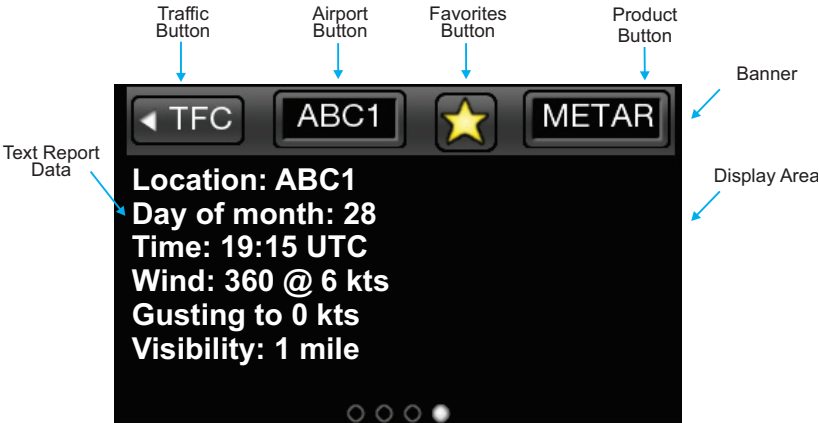 Traffic
Button
Airport
Button
Favorites
Button
Product
Button
Banner
TFC
ABC1
METAR
Text Report
Data
Display Area
Location: ABC1
Day of month: 28
Time: 19:15 UTC
Wind: 360 @ 6 kts
Gusting to 0 kts
Visibility: 1 mile